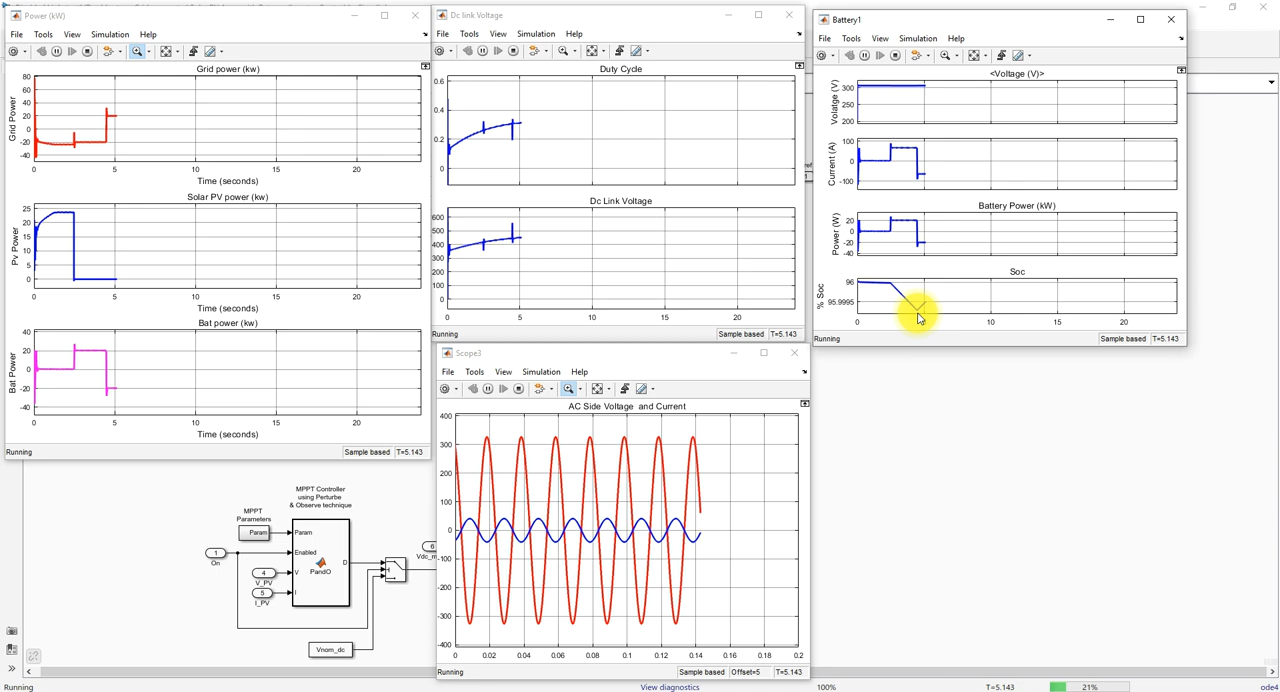 Power (kW)
File Tools View Simulation Help
Grid power (kw)
Grid Power
80
60
40
20
0
-20
-40
0 5 10 15 20
Time (seconds)
Solar PV power (kw)
Pv Power
25
20
15
10
5
0
0 5 10 15 20
Time (seconds)
Bat power (kw)
Bat Power
40
20
0
-20
-40
0 5 10 15 20
Time (seconds)
Running Sample based T=5.143
Dc link Voltage
File Tools View Simulation Help
Duty Cycle
0.6
0.4
0.2
0
Dc Link Voltage
600
500
400
300
200
100
0
0 5 10 15 20
Running Sample based T=5.143
Battery1
File Tools View Simulation Help
<Voltage (V)>
Volatge (V)
300
250
200
Current (A)
100
0
-100
Battery Power (kW)
Power (W)
20
0
-20
-40
Soc
% Soc
96
95.9995
0 5 10 15 20
Running Sample based T=5.143
Scope3
File Tools View Simulation Help
AC Side Voltage and Current
400
300
200
100
0
-100
-200
-300
-400
0 0.02 0.04 0.06 0.08 0.1 0.12 0.14 0.16 0.18 0.2
Running Sample based Offset=5 T=5.143
MPPT Controller
using Perturbe
& Observe technique
MPPT
Parameters
Param
Param
1
On
Enabled
4
V_PV
V
5
I_PV
I
PandO
D
6
Vnom_dc
Running View diagnostics 100% T=5.143 21% ode4